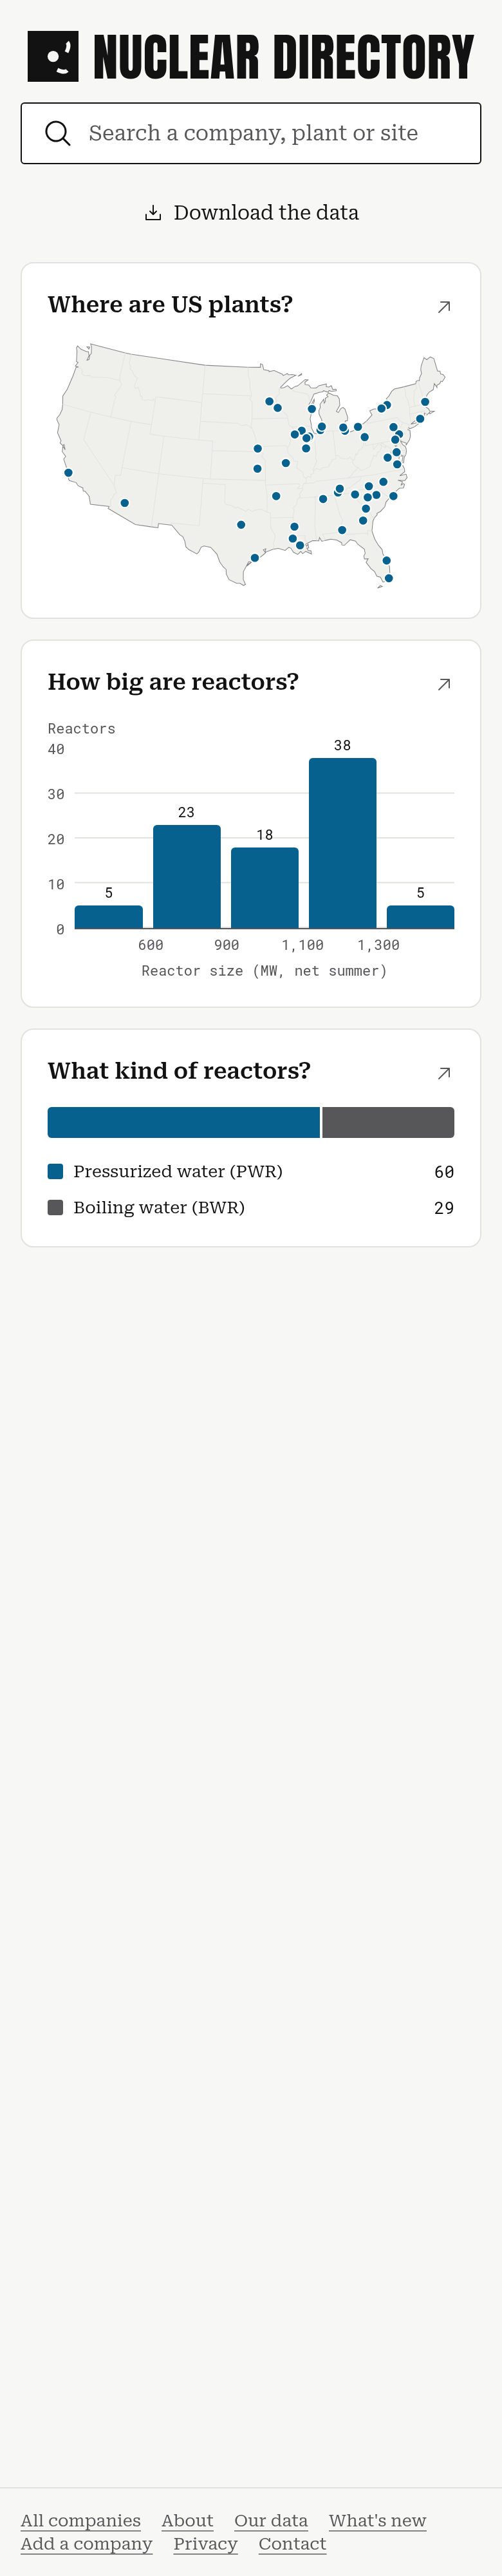 NUCLEAR DIRECTORY
Search a company, plant or site
Download the data
Where are US plants?
How big are reactors?
Reactors
40
38
30
23
20
18
10
5
5
0
600 900 1,100 1,300
Reactor size (MW, net summer)
What kind of reactors?
Pressurized water (PWR) 60
Boiling water (BWR) 29
All companies About Our data What's new
Add a company Privacy Contact